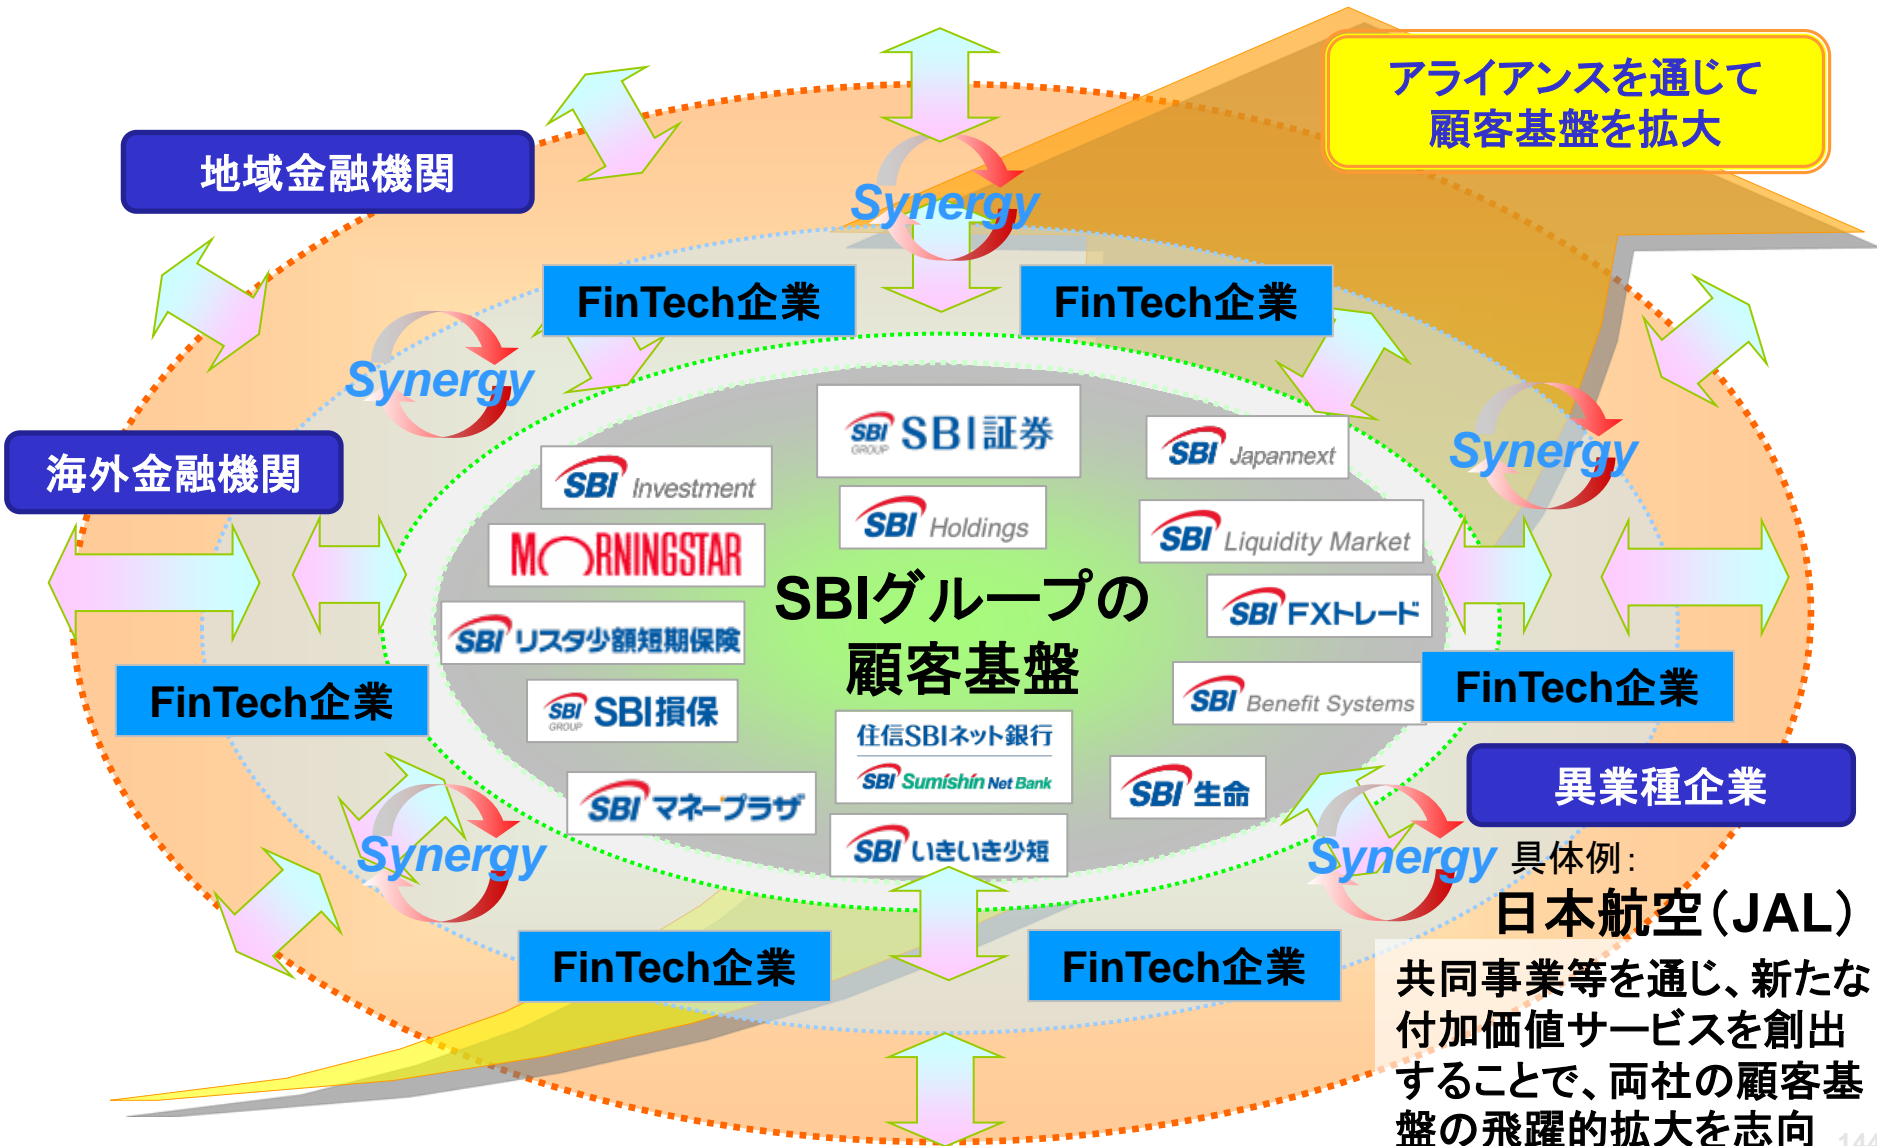 アライアンスを通じて
顧客基盤を拡大
地域金融機関
Synergy
FinTech企業
FinTech企業
Synergy
Synergy
海外金融機関
SBI GROUP SBI証券
SBI Japannext
SBI Investment
SBI Holdings
SBI Liquidity Market
MORNINGSTAR
SBIグループの
顧客基盤
SBI FXトレード
SBI リスタ少額短期保険
FinTech企業
SBI GROUP SBI損保
SBI Benefit Systems
FinTech企業
住信SBIネット銀行
SBI Sumishin Net Bank
SBI マネープラザ
SBI 生命
異業種企業
SBI いきいき少短
Synergy
Synergy
具体例：
日本航空（JAL）
FinTech企業
FinTech企業
共同事業等を通じ、新たな
付加価値サービスを創出
することで、両社の顧客基
盤の飛躍的拡大を志向
144